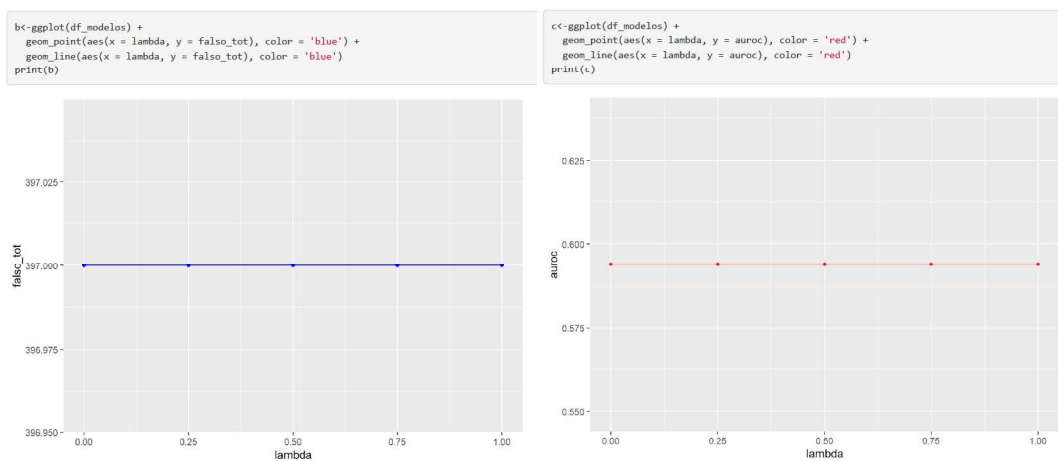 b<-ggplot(df_modelos) +
geom_point(aes(x = lambda, y = falso_tot), color = 'blue') +
geom_line(aes(x = lambda, y = falso_tot), color = 'blue')
print(b)
397.025
397.000
396.975
396.950
falso_tot
0.00 0.25 0.50 0.75 1.00
lambda
c<-ggplot(df_modelos) +
geom_point(aes(x = lambda, y = auroc), color = 'red') +
geom_line(aes(x = lambda, y = auroc), color = 'red')
print(c)
0.625
0.600
0.575
0.550
auroc
0.00 0.25 0.50 0.75 1.00
lambda